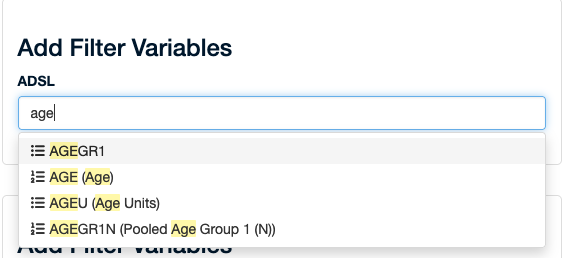 Add Filter Variables
ADSL
age
AGEGR1
AGE (Age)
AGEU (Age Units)
AGEGR1N (Pooled Age Group 1 (N))
Add Filter Variables